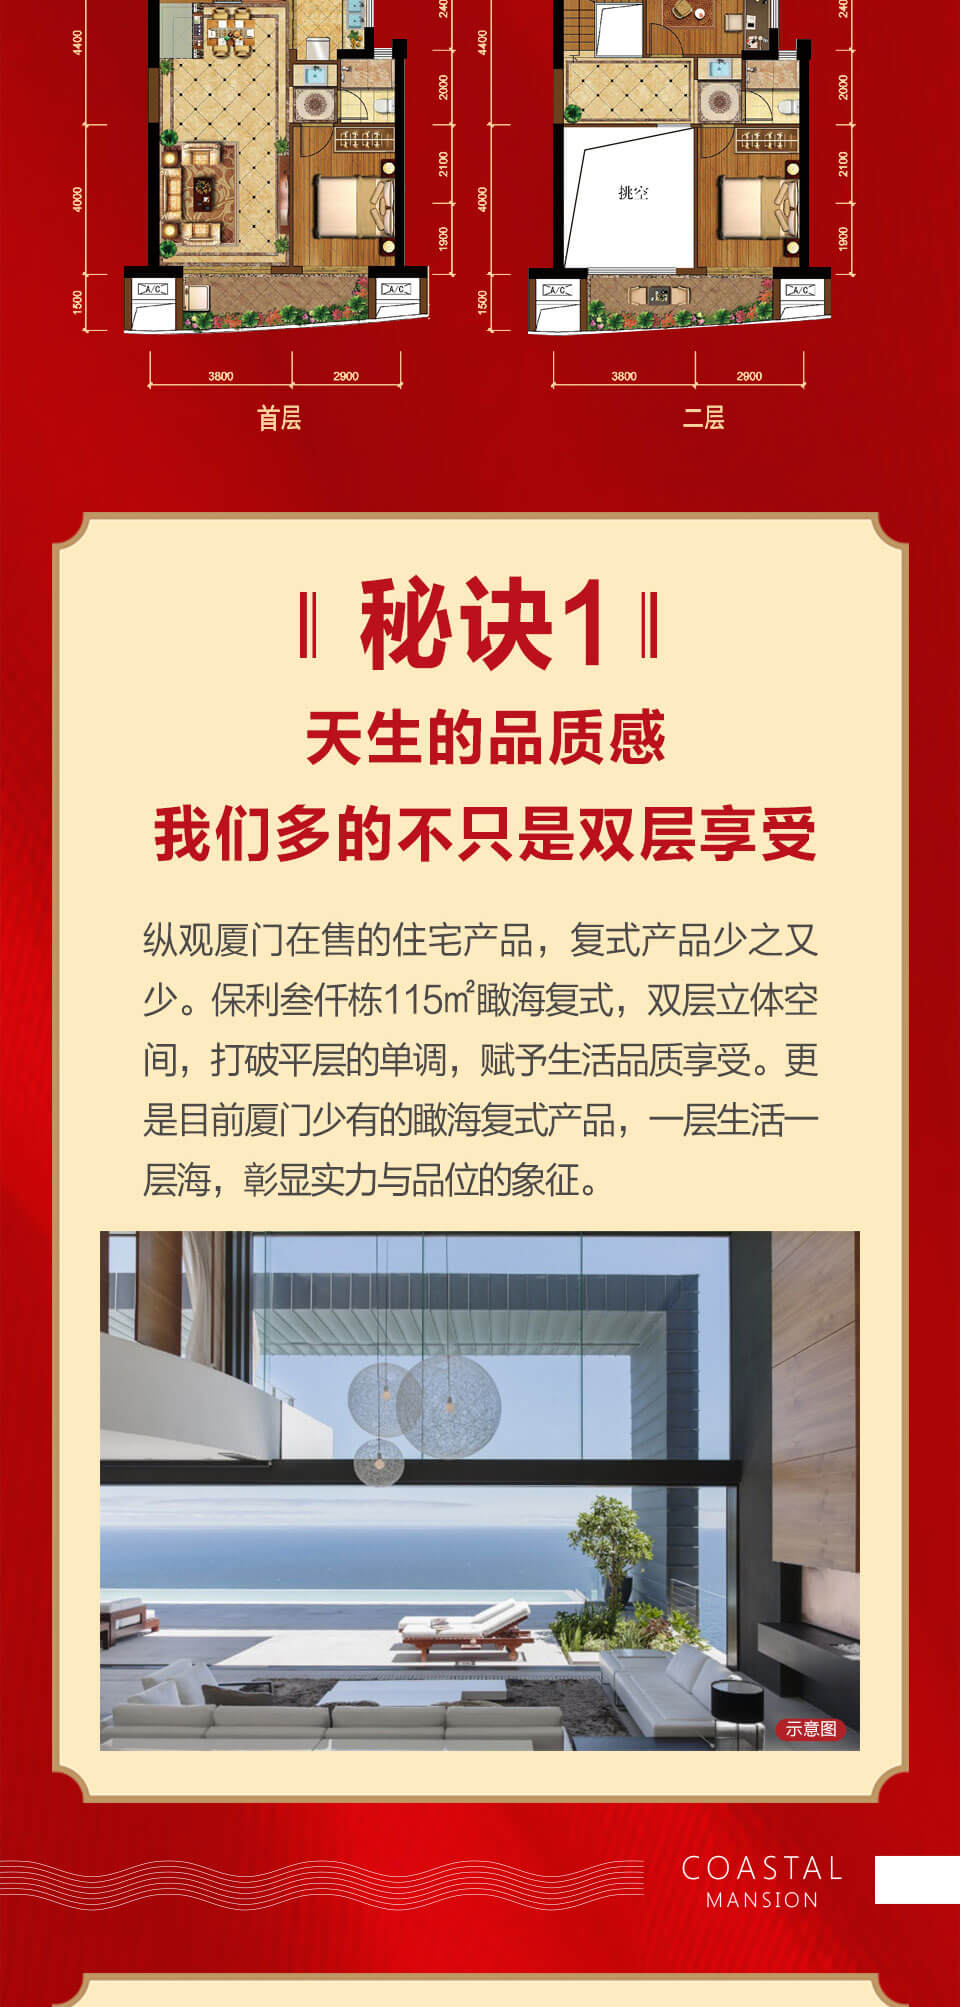 2400
4400
2000
2100
4000
1900
1500
A/C
A/C
3800
2900
首层
2400
4400
2000
2100
4000
挑空
1900
1500
A/C
A/C
3800
2900
二层
秘诀1
天生的品质感
我们多的不只是双层享受
纵观厦门在售的住宅产品，复式产品少之又
少。保利叁仟栋115㎡瞰海复式，双层立体空
间，打破平层的单调，赋予生活品质享受。更
是目前厦门少有的瞰海复式产品，一层生活一
层海，彰显实力与品位的象征。
示意图
COASTAL
MANSION